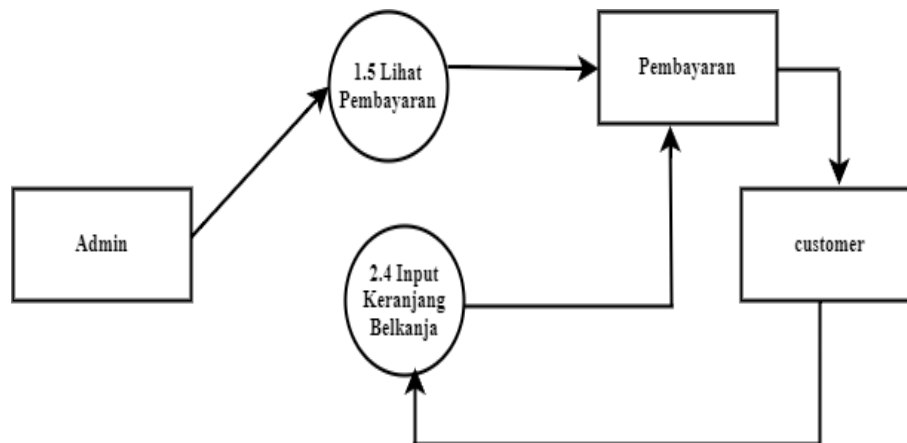 1.5 Lihat
Pembayaran
Pembayaran
Admin
customer
2.4 Input
Keranjang
Belkanja